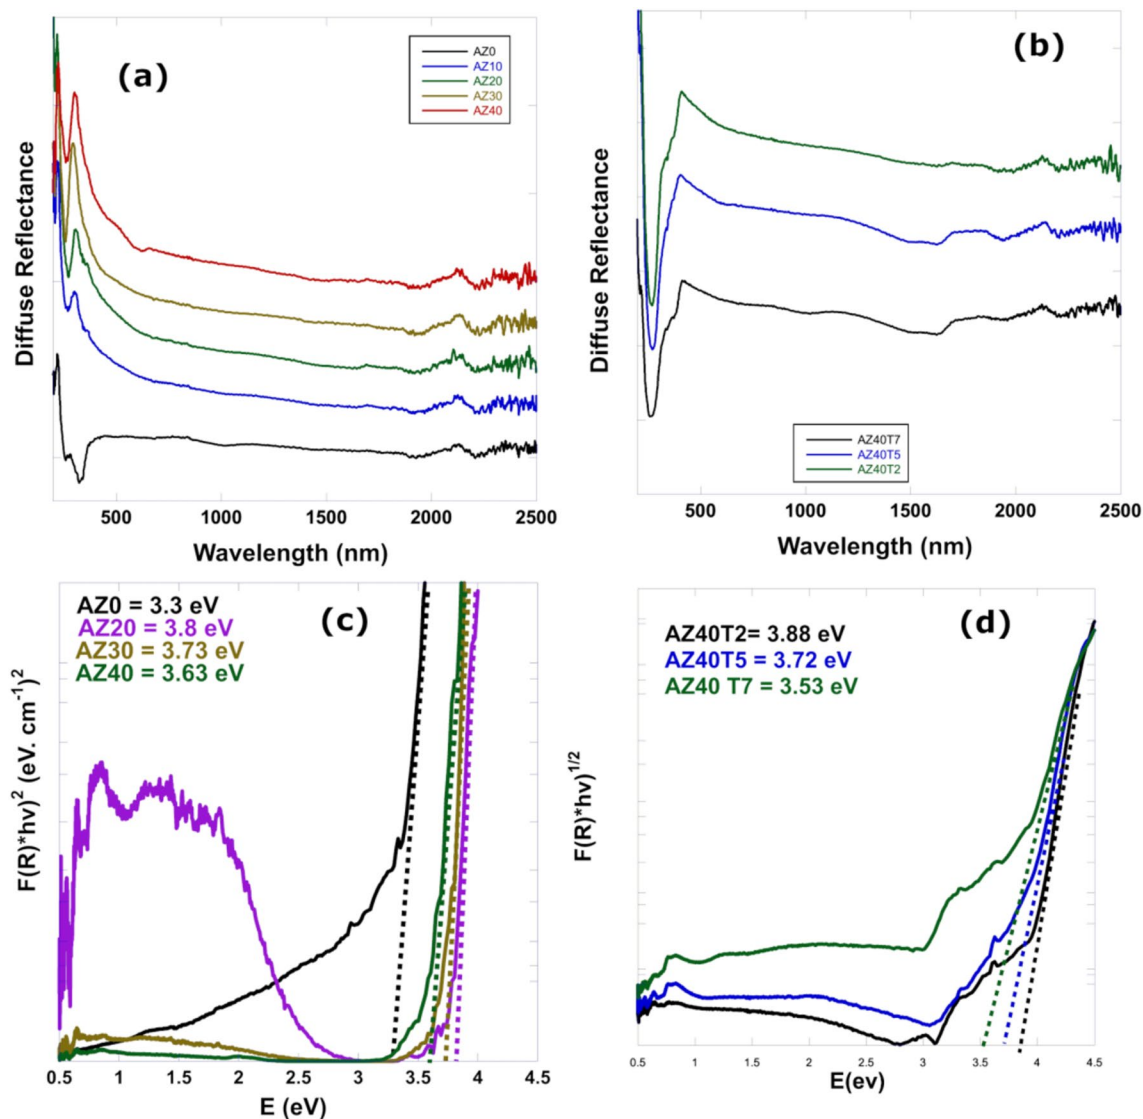 (a)
AZ0
AZ10
AZ20
AZ30
AZ40
Diffuse Reflectance
500
1000
1500
2000
2500
Wavelength (nm)
(b)
Diffuse Reflectance
AZ40T7
AZ40T5
AZ40T2
500
1000
1500
2000
2500
Wavelength (nm)
AZ0 = 3.3 eV
AZ20 = 3.8 eV
AZ30 = 3.73 eV
AZ40 = 3.63 eV
(c)
F(R)*hv)² (eV. cm⁻¹)²
0.5
1
1.5
2
2.5
3
3.5
4
4.5
E (eV)
AZ40T2= 3.88 eV
AZ40T5 = 3.72 eV
AZ40 T7 = 3.53 eV
(d)
F(R)*hv)^1/2
0.5
1
1.5
2
2.5
3
3.5
4
4.5
E(ev)